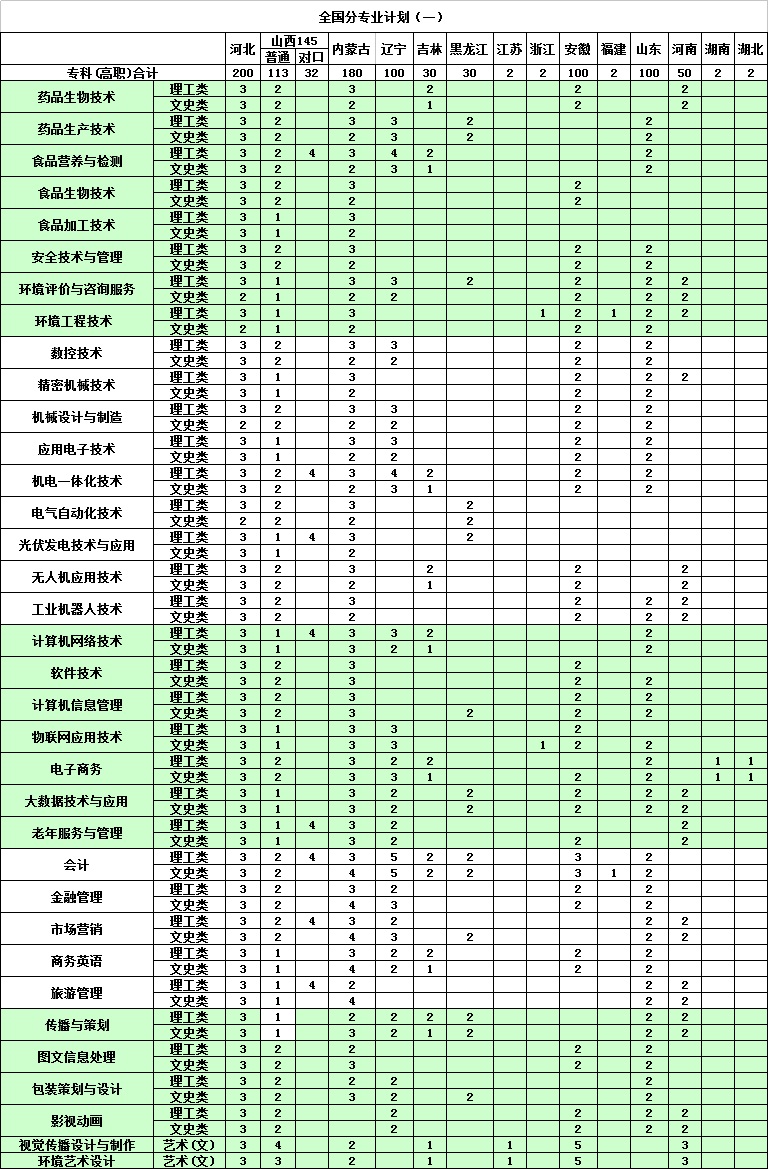 全国分专业计划（一）
河北 山西145 内蒙古 辽宁 吉林 黑龙江 江苏 浙江 安徽 福建 山东 河南 湖南 湖北
普通 对口
专科(高职)合计 200 113 32 180 100 30 30 2 2 100 2 100 50 2 2
药品生物技术 理工类 3 2 3 2 2 2
文史类 3 2 2 1 2 2
药品生产技术 理工类 3 2 3 3 2 2
文史类 3 2 2 3 2 2
食品营养与检测 理工类 3 2 4 3 4 2 2
文史类 3 2 2 3 1 2
食品生物技术 理工类 3 2 3 2
文史类 3 2 2 2
食品加工技术 理工类 3 1 3
文史类 3 1 2
安全技术与管理 理工类 3 2 3 2 2
文史类 3 2 2 2 2
环境评价与咨询服务 理工类 3 1 3 3 2 2 2 2
文史类 2 1 2 2 2 2 2
环境工程技术 理工类 3 1 3 1 2 1 2 2
文史类 2 1 2 2 2
数控技术 理工类 3 2 3 3 2 2
文史类 3 2 2 2 2 2
精密机械技术 理工类 3 1 3 2 2 2
文史类 3 1 2 2 2
机械设计与制造 理工类 3 2 3 3 2 2
文史类 2 2 2 2 2 2
应用电子技术 理工类 3 1 3 3 2 2
文史类 3 1 2 2 2 2
机电一体化技术 理工类 3 2 4 3 4 2 2 2
文史类 3 2 2 3 1 2 2
电气自动化技术 理工类 3 2 3 2
文史类 2 2 2 2
光伏发电技术与应用 理工类 3 1 4 3 2
文史类 3 1 2
无人机应用技术 理工类 3 2 3 2 2 2
文史类 3 2 2 1 2 2
工业机器人技术 理工类 3 2 3 2 2 2
文史类 3 2 2 2 2 2
计算机网络技术 理工类 3 1 4 3 3 2 2
文史类 3 1 3 2 1 2
软件技术 理工类 3 2 3 2
文史类 3 2 3 2 2
计算机信息管理 理工类 3 2 3 2 2
文史类 3 2 3 2 2 2
物联网应用技术 理工类 3 1 3 3 2
文史类 3 1 3 3 1 2 2
电子商务 理工类 3 2 3 2 2 2 1 1
文史类 3 2 3 3 1 2 2 1 1
大数据技术与应用 理工类 3 1 3 2 2 2 2 2
文史类 3 1 3 2 2 2 2 2
老年服务与管理 理工类 3 1 4 3 2 2
文史类 3 1 3 2 2 2
会计 理工类 3 2 4 3 5 2 2 3 2
文史类 3 2 4 5 2 2 3 1 2
金融管理 理工类 3 2 3 2 2 2
文史类 3 2 4 3 2 2
市场营销 理工类 3 2 4 3 2 2 2
文史类 3 2 4 3 2 2 2
商务英语 理工类 3 1 3 2 2 2 2
文史类 3 1 4 2 1 2 2
旅游管理 理工类 3 1 4 2 2 2
文史类 3 1 4 2 2
传播与策划 理工类 3 1 2 2 2 2 2 2
文史类 3 1 3 2 1 2 2 2
图文信息处理 理工类 3 2 2 2 2
文史类 3 2 3 2 2
包装策划与设计 理工类 3 2 2 2 2
文史类 3 2 3 2 2 2
影视动画 理工类 3 2 2 2 2 2
文史类 3 2 2 2 2 2
视觉传播设计与制作 艺术(文) 3 4 2 1 1 5 3
环境艺术设计 艺术(文) 3 3 2 1 1 5 3